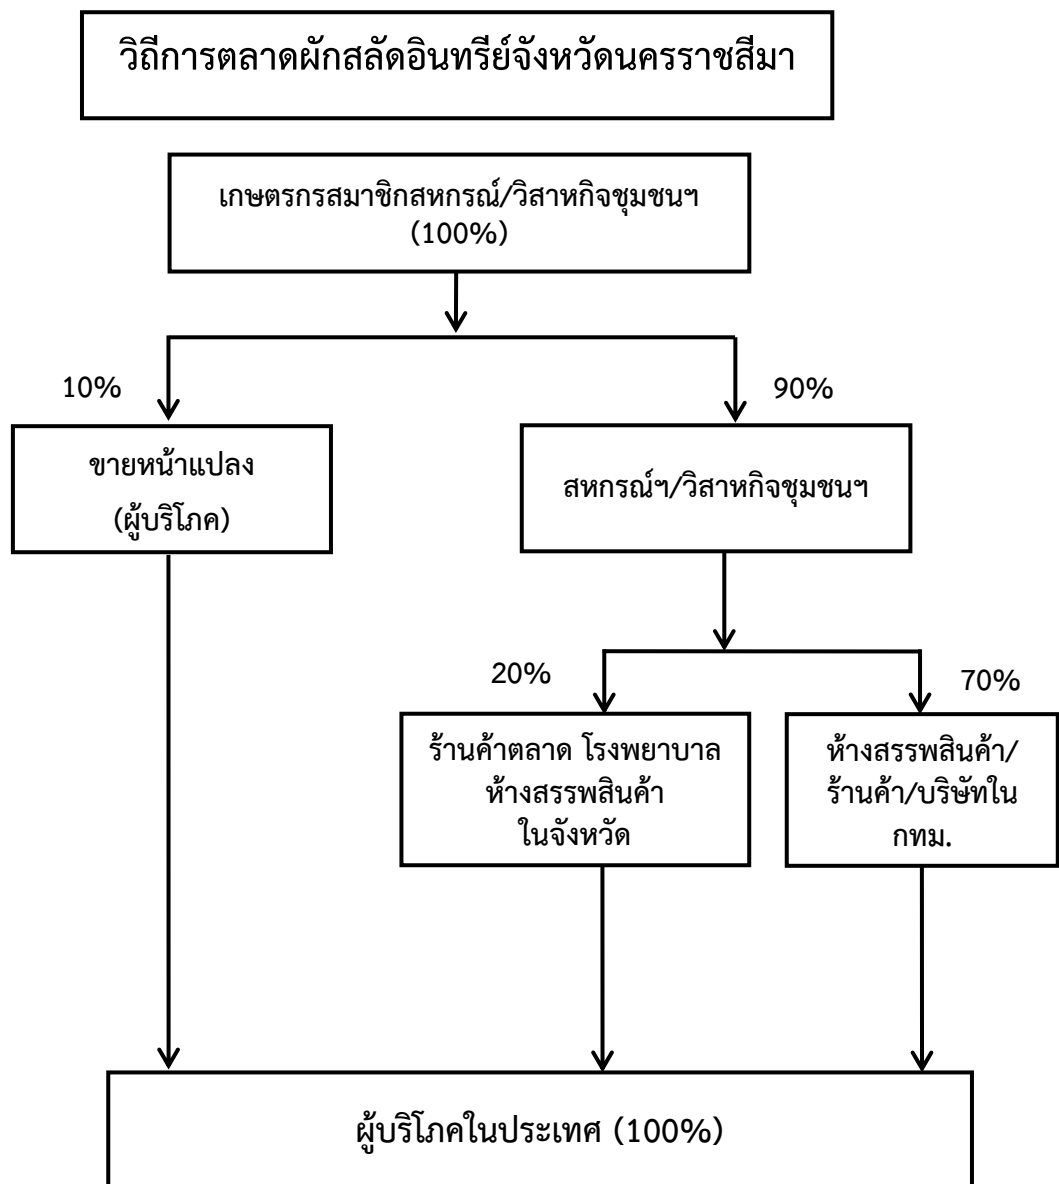 วิถีการตลาดผักสลัดอินทรีย์จังหวัดนครราชสีมา
เกษตรกรสมาชิกสหกรณ์/วิสาหกิจชุมชนฯ
(100%)
10%
90%
ขายหน้าแปลง
(ผู้บริโภค)
สหกรณ์ฯ/วิสาหกิจชุมชนฯ
20%
70%
ร้านค้าตลาด โรงพยาบาล
ห้างสรรพสินค้า
ในจังหวัด
ห้างสรรพสินค้า/
ร้านค้า/บริษัทใน
กทม.
ผู้บริโภคในประเทศ (100%)